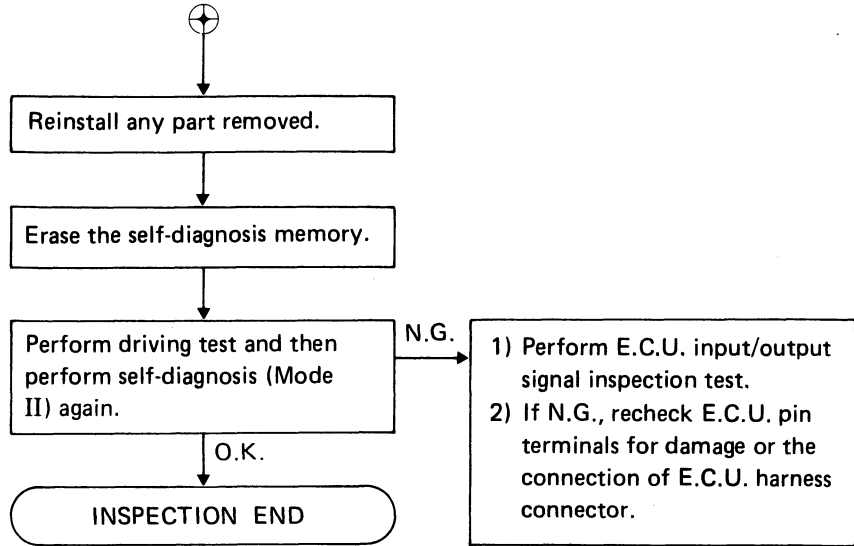 Reinstall any part removed.
Erase the self-diagnosis memory.
Perform driving test and then
perform self-diagnosis (Mode
II) again.
N.G.
1) Perform E.C.U. input/output
signal inspection test.
2) If N.G., recheck E.C.U. pin
terminals for damage or the
connection of E.C.U. harness
connector.
O.K.
INSPECTION END